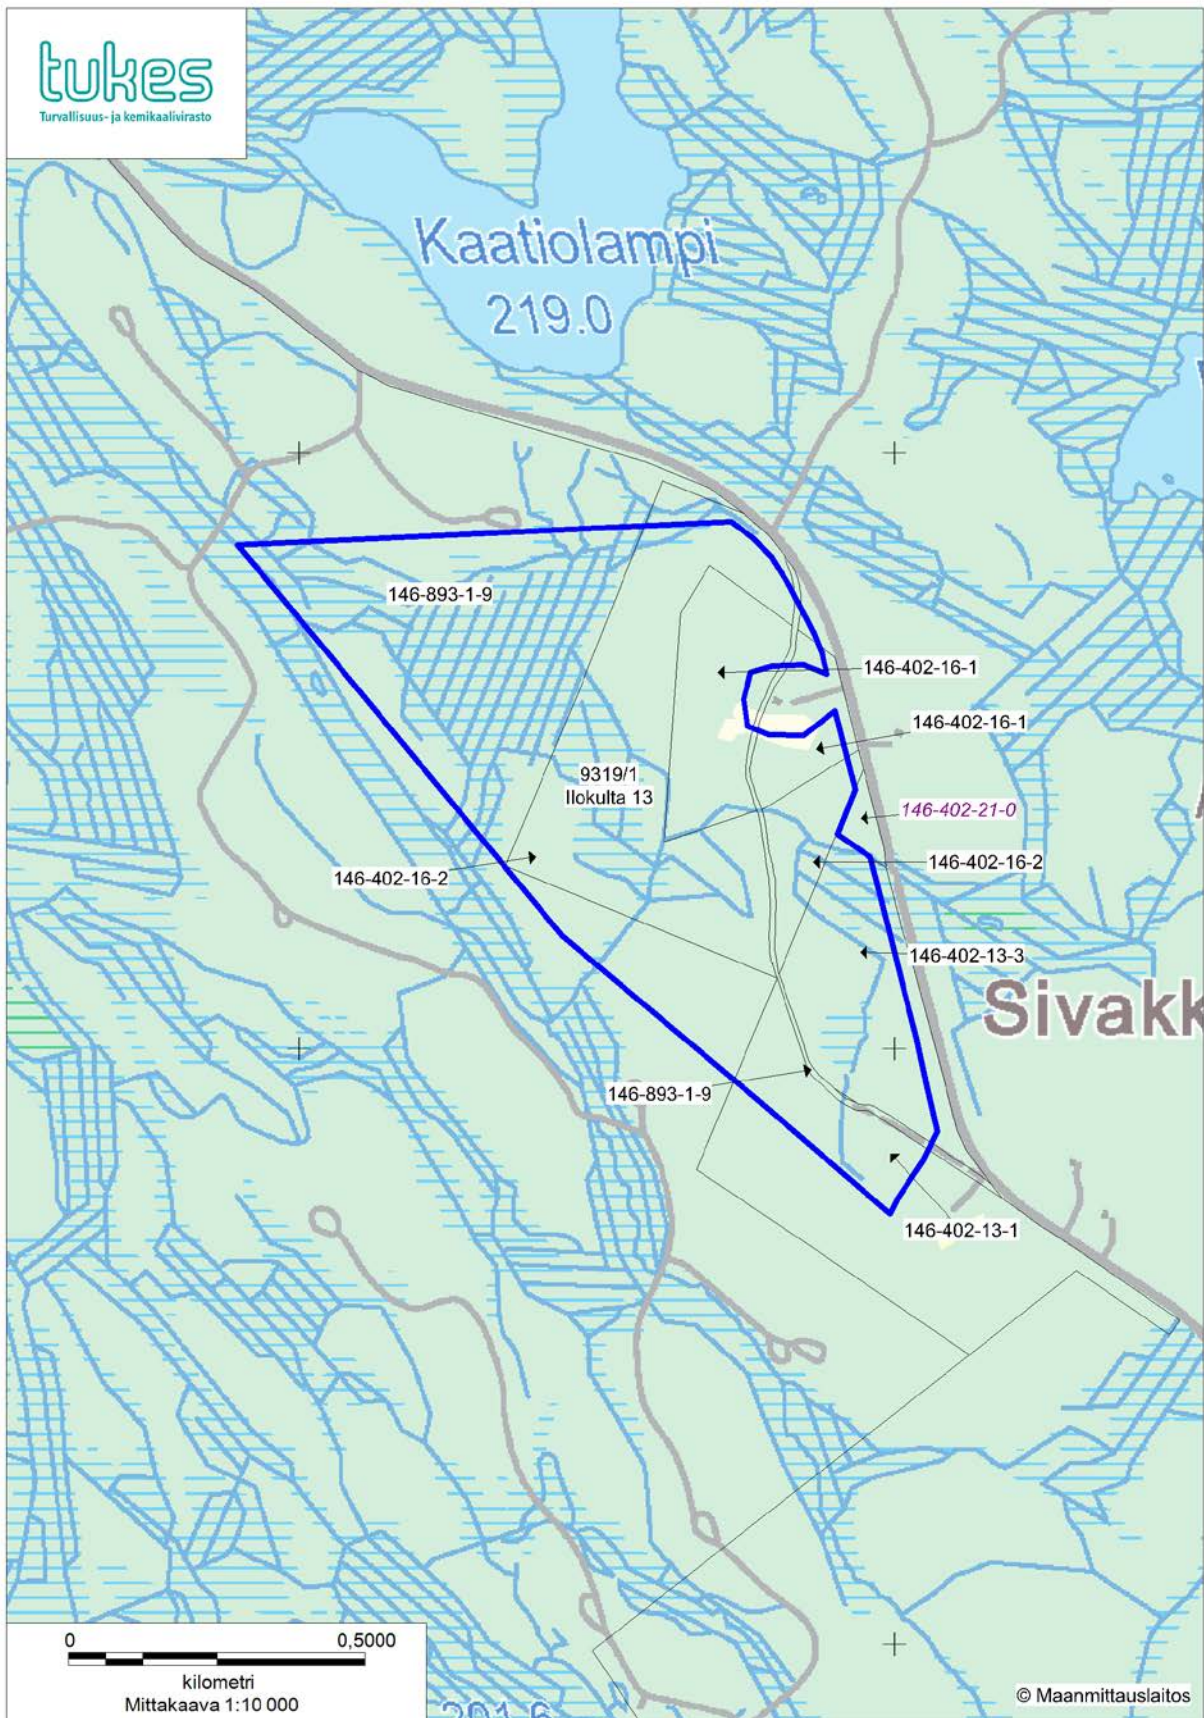 tukes
Turvallisuus- ja kemikaalivirasto
Kaatiolampi
219.0
146-893-1-9
146-402-16-1
146-402-16-1
9319/1
Ilokulta 13
146-402-21-0
146-402-16-2
146-402-16-2
146-402-13-3
Sivakk
146-893-1-9
146-402-13-1
0 0,5000
kilometri
Mittakaava 1:10 000
© Maanmittauslaitos